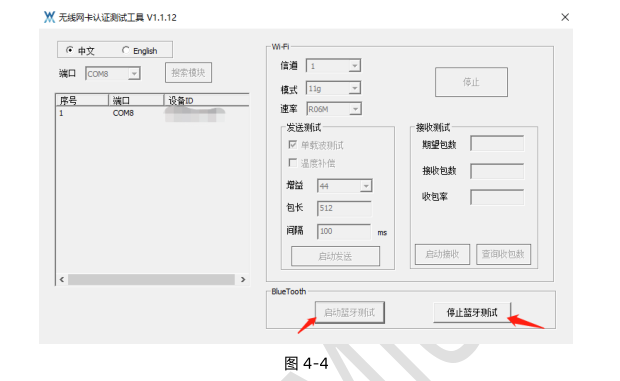 无线网卡认证测试工具 V1.1.12
中文 English
端口 COM8 搜索模块
序号 端口 设备ID
1 COM8
Wi-Fi
信道 1
模式 11g
速率 R06M
停止
发送测试
单载波测试
温度补偿
增益 44
包长 512
间隔 100 ms
启动发送
接收测试
期望包数
接收包数
收包率
启动接收 查询收包数
BlueTooth
启动蓝牙测试 停止蓝牙测试
图 4-4